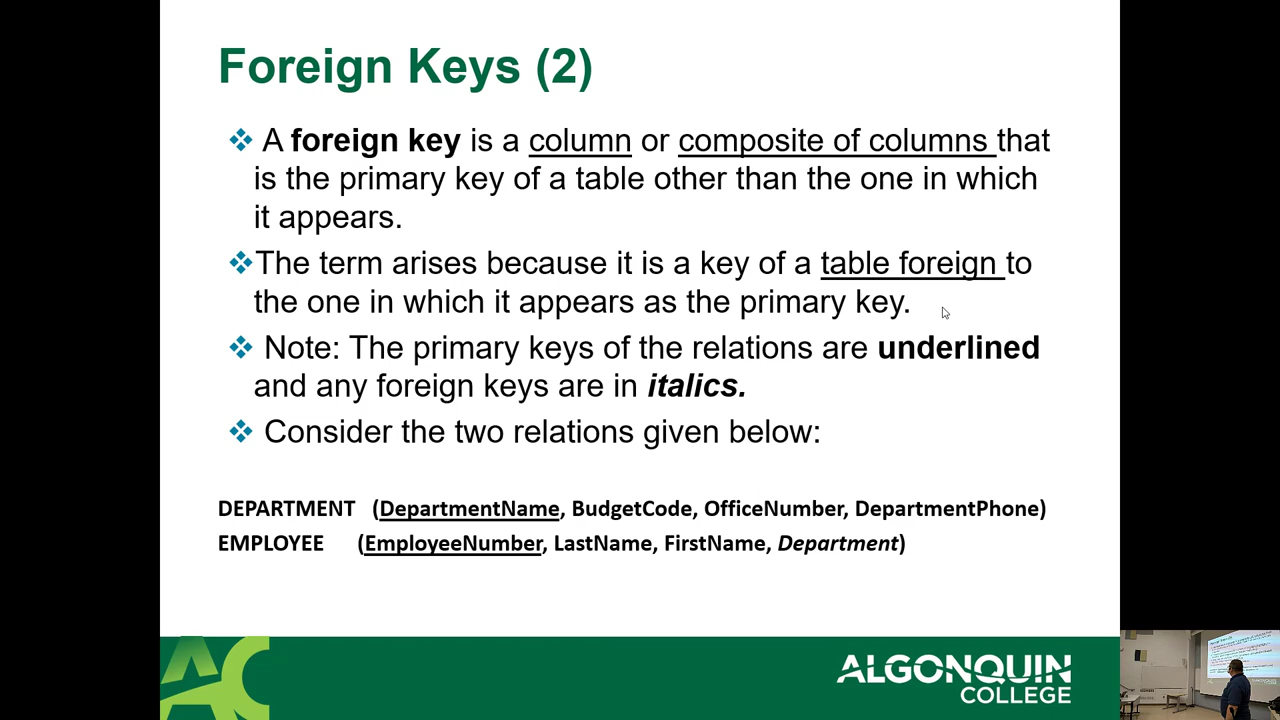 Foreign Keys (2)
❖ A foreign key is a column or composite of columns that
is the primary key of a table other than the one in which
it appears.
❖The term arises because it is a key of a table foreign to
the one in which it appears as the primary key.
❖ Note: The primary keys of the relations are underlined
and any foreign keys are in italics.
❖ Consider the two relations given below:
DEPARTMENT (DepartmentName, BudgetCode, OfficeNumber, DepartmentPhone)
EMPLOYEE (EmployeeNumber, LastName, FirstName, Department)
AC
ALGONQUIN
COLLEGE